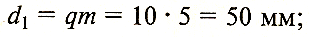 d₁ = qm = 10 · 5 = 50 мм;